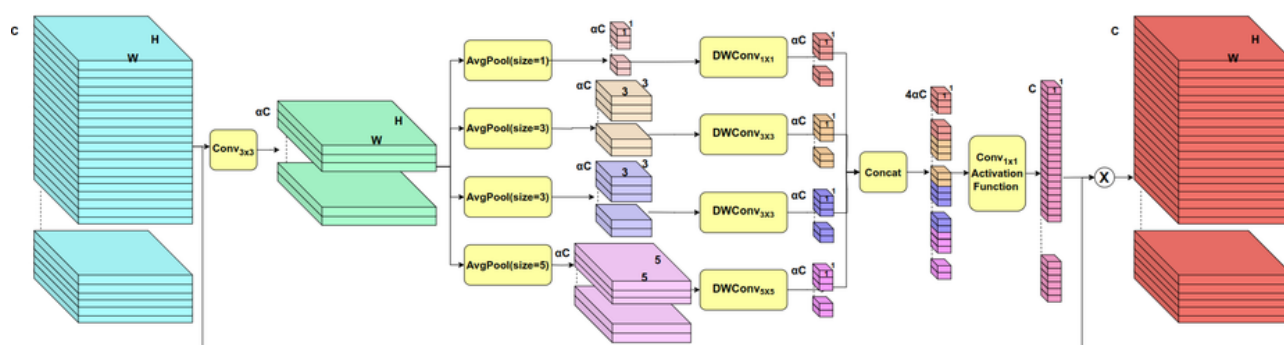 C
H
W
Conv3x3
αC
H
W
AvgPool(size=1)
αC
1
1
DWConv1X1
αC
1
1
AvgPool(size=3)
αC
3
3
DWConv3X3
αC
1
1
AvgPool(size=3)
αC
3
3
DWConv3X3
αC
1
1
AvgPool(size=5)
αC
5
5
DWConv5X5
αC
1
1
Concat
4αC
1
1
Conv1x1
Activation
Function
C
1
1
X
C
H
W